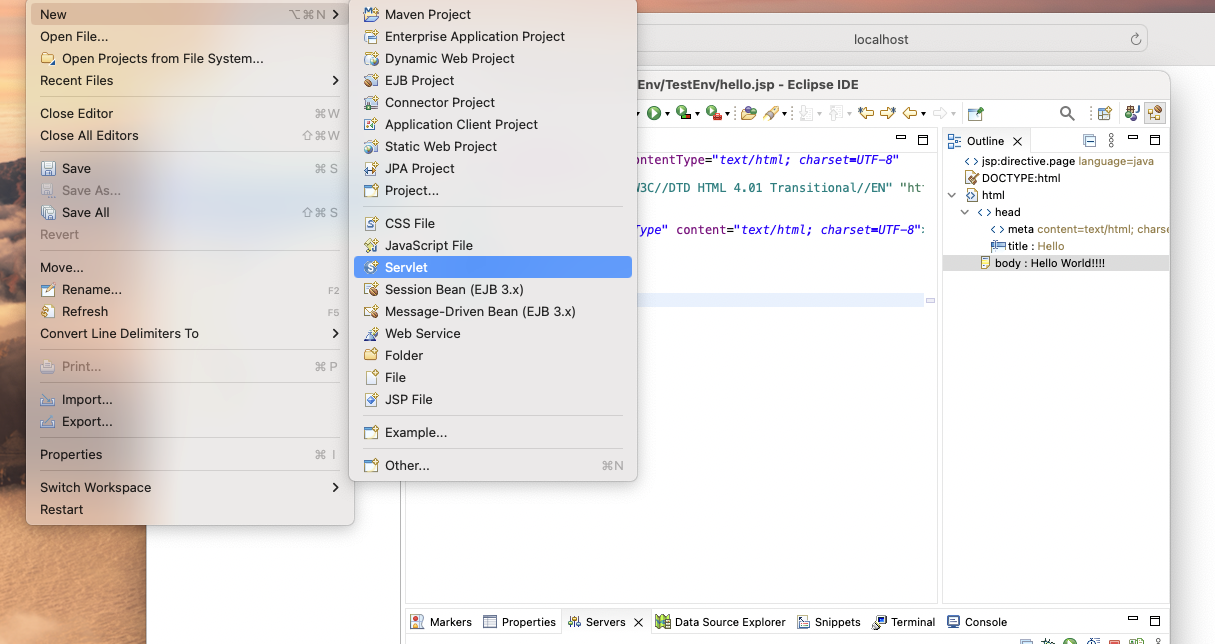 New ⌥⌘N
Open File...
Open Projects from File System...
Recent Files
Close Editor ⌘W
Close All Editors ⇧⌘W
Save ⌘S
Save As...
Save All ⇧⌘S
Revert
Move...
Rename... F2
Refresh F5
Convert Line Delimiters To
Print... ⌘P
Import...
Export...
Properties ⌘I
Switch Workspace
Restart
Maven Project
Enterprise Application Project
Dynamic Web Project
EJB Project
Connector Project
Application Client Project
Static Web Project
JPA Project
Project...
CSS File
JavaScript File
Servlet
Session Bean (EJB 3.x)
Message-Driven Bean (EJB 3.x)
Web Service
Folder
File
JSP File
Example...
Other... ⌘N
localhost
Env/TestEnv/hello.jsp - Eclipse IDE
ontentType="text/html; charset=UTF-8"
W3C//DTD HTML 4.01 Transitional//EN" "htt
Type" content="text/html; charset=UTF-8">
Outline
jsp:directive.page language=java
DOCTYPE:html
html
head
meta content=text/html; charse
title : Hello
body : Hello World!!!!
Markers Properties Servers Data Source Explorer Snippets Terminal Console